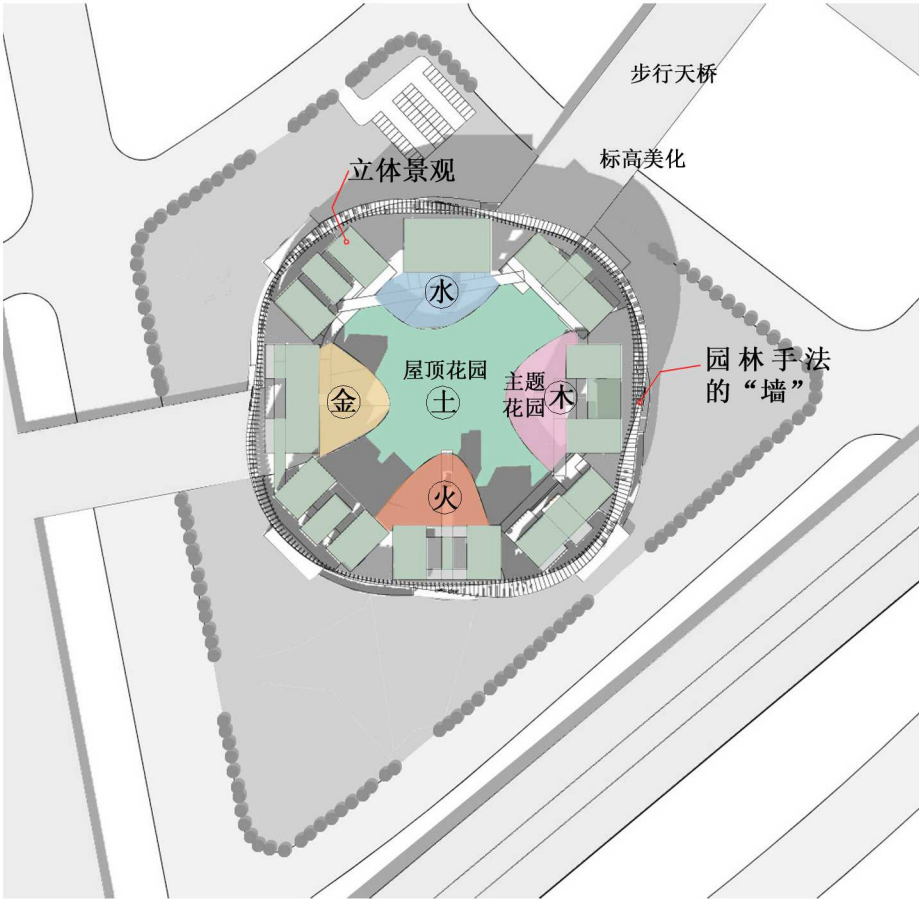 步行天桥
标高美化
立体景观
水
园林手法
的“墙”
屋顶花园
主题
花园
金
土
木
火